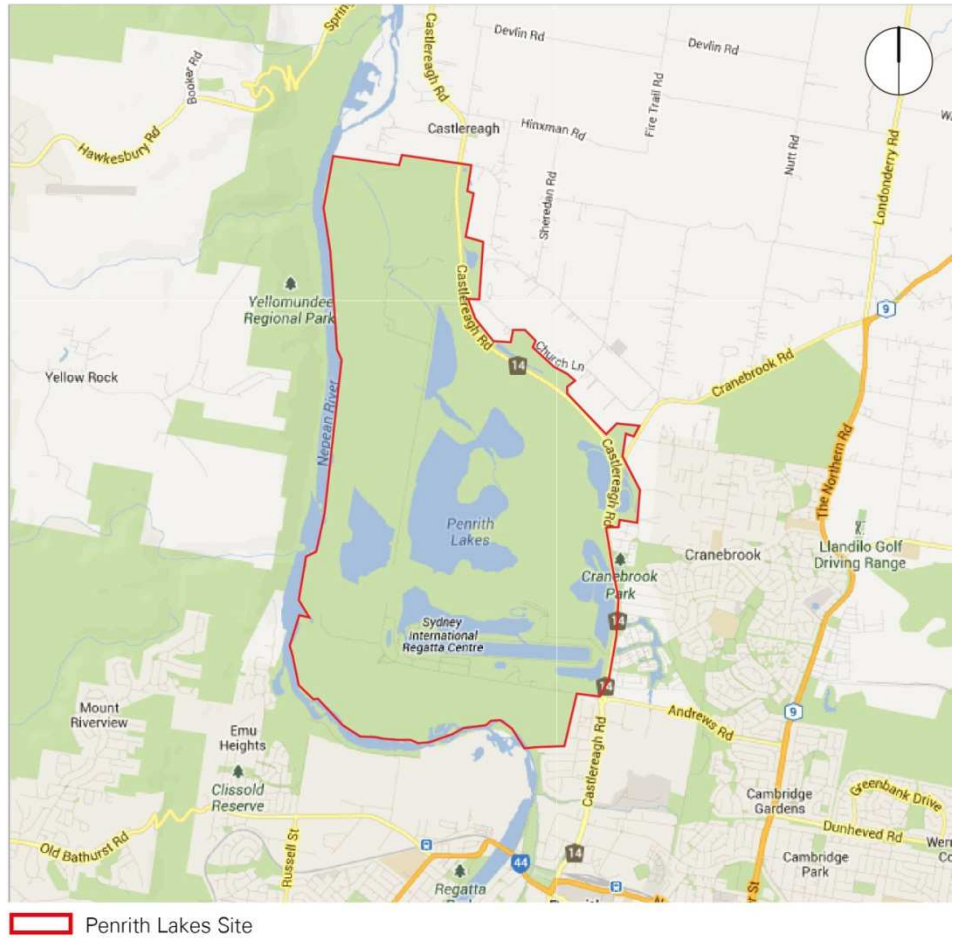 Spring
Castlereagh Rd
Devlin Rd
Devlin Rd
Booker Rd
Hawkesbury Rd
Castlereagh
Hinxman Rd
Fire Trail Rd
Nutt Rd
Londonderry Rd
Sheredan Rd
Yellomundee
Regional Park
Castlereagh Rd
9
Church Ln
14
Cranebrook Rd
Yellow Rock
Nepean River
Castlereagh Rd
The Northern Rd
Penrith
Lakes
Cranebrook
Llandilo Golf
Driving Range
Cranebrook
Park
Sydney
International
Regatta Centre
14
14
Mount
Riverview
Emu
Heights
Andrews Rd
9
Clissold
Reserve
Castlereagh Rd
Cambridge
Gardens
Greenbank Drive
Dunheved Rd
Old Bathurst Rd
Russell St
14
44
Cambridge
Park
Regatta
Penrith Lakes Site